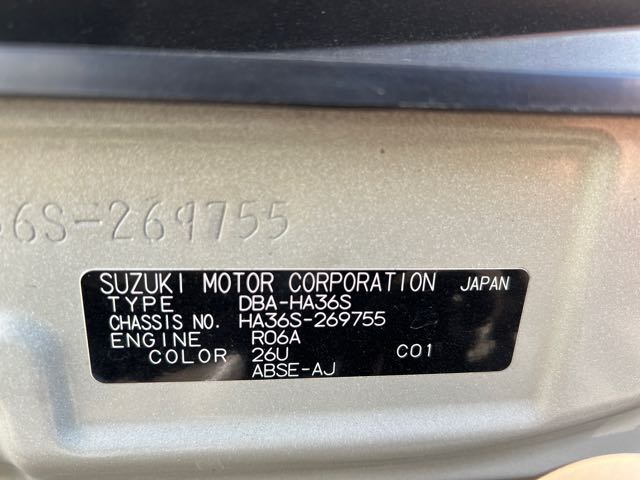 6S-269755
SUZUKI MOTOR CORPORATION JAPAN
TYPE DBA-HA36S
CHASSIS NO. HA36S-269755
ENGINE R06A
COLOR 26U C01
ABSE-AJ